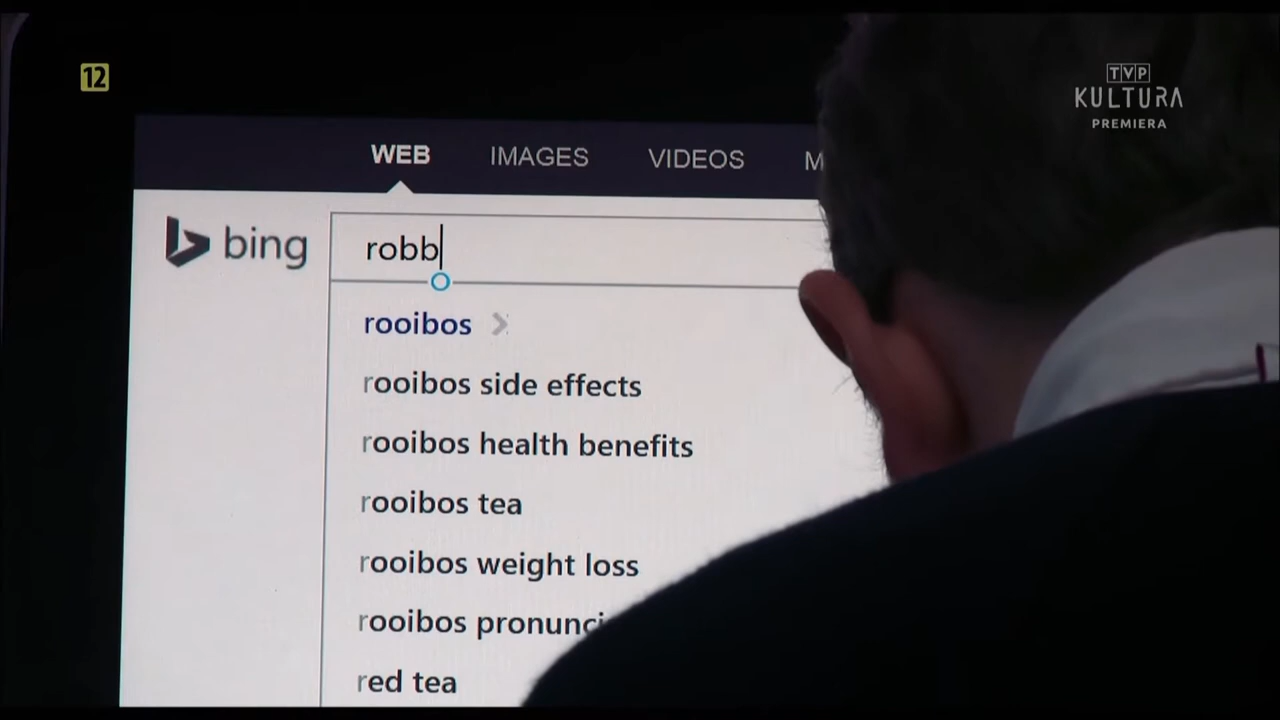 12
TVP
KULTURA
PREMIERA
WEB IMAGES VIDEOS M
bing robb
rooibos
rooibos side effects
rooibos health benefits
rooibos tea
rooibos weight loss
rooibos pronunci
red tea